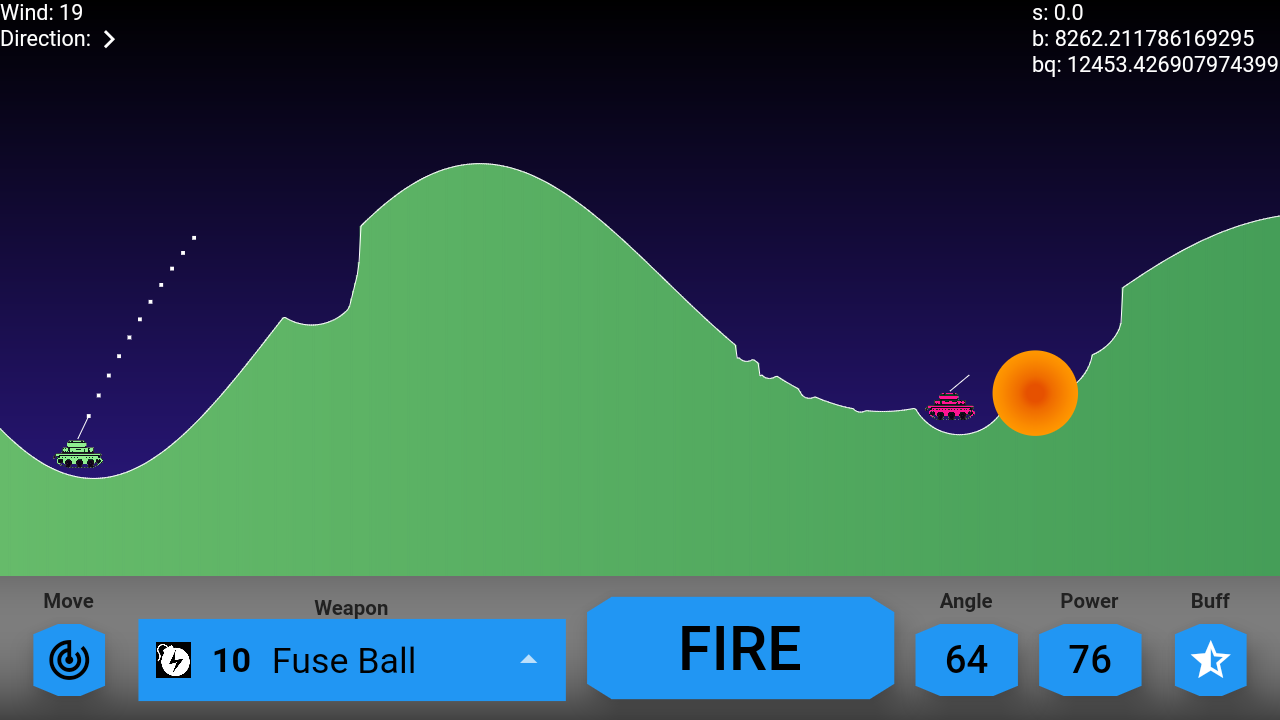 Wind: 19
Direction:
s: 0.0
b: 8262.211786169295
bq: 12453.426907974399
Move
Weapon
10 Fuse Ball
FIRE
Angle
64
Power
76
Buff